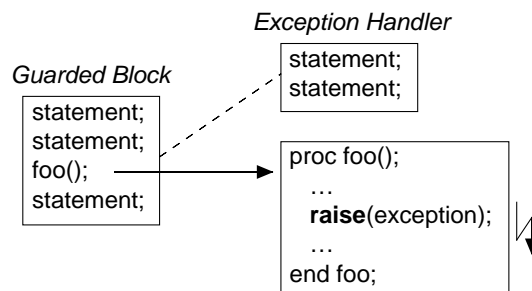 Exception Handler
statement;
statement;
Guarded Block
statement;
statement;
foo();
statement;
proc foo();
…
raise(exception);
…
end foo;